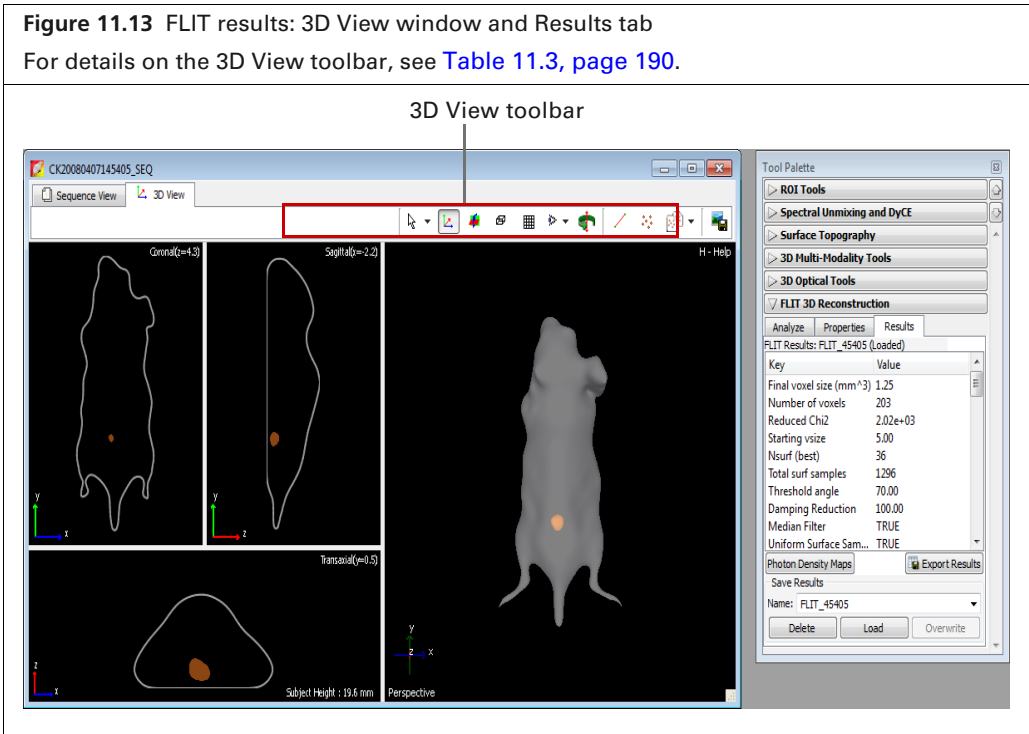 Figure 11.13 FLIT results: 3D View window and Results tab
For details on the 3D View toolbar, see Table 11.3, page 190.
3D View toolbar
CK20080407145405_SEQ
Sequence View
3D View
Coronal(z=4.3)
Sagittal(x=-2.2)
H - Help
y
x
y
z
Transaxial(y=0.5)
z
x
Subject Height : 19.6 mm
y
z
x
Perspective
Tool Palette
ROI Tools
Spectral Unmixing and DyCE
Surface Topography
3D Multi-Modality Tools
3D Optical Tools
FLIT 3D Reconstruction
Analyze Properties Results
FLIT Results: FLIT_45405 (Loaded)
Key Value
Final voxel size (mm^3) 1.25
Number of voxels 203
Reduced Chi2 2.02e+03
Starting vsize 5.00
Nsurf (best) 36
Total surf samples 1296
Threshold angle 70.00
Damping Reduction 100.00
Median Filter TRUE
Uniform Surface Sam... TRUE
Photon Density Maps Export Results
Save Results
Name: FLIT_45405
Delete Load Overwrite